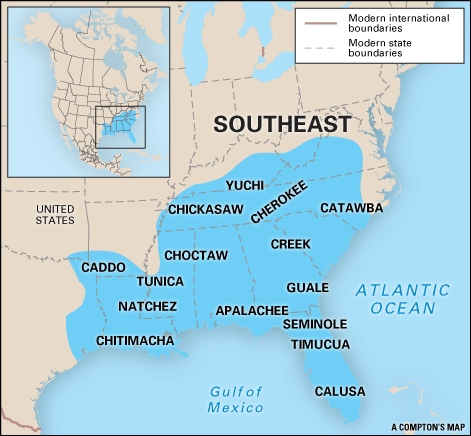 Modern international
boundaries
Modern state
boundaries
SOUTHEAST
YUCHI
CHICKASAW
CHEROKEE
CATAWBA
UNITED
STATES
CHOCTAW
CREEK
CADDO
TUNICA
GUALE
ATLANTIC
OCEAN
NATCHEZ
APALACHEE
SEMINOLE
CHITIMACHA
TIMUCUA
Gulf of
Mexico
CALUSA
A COMPTON'S MAP